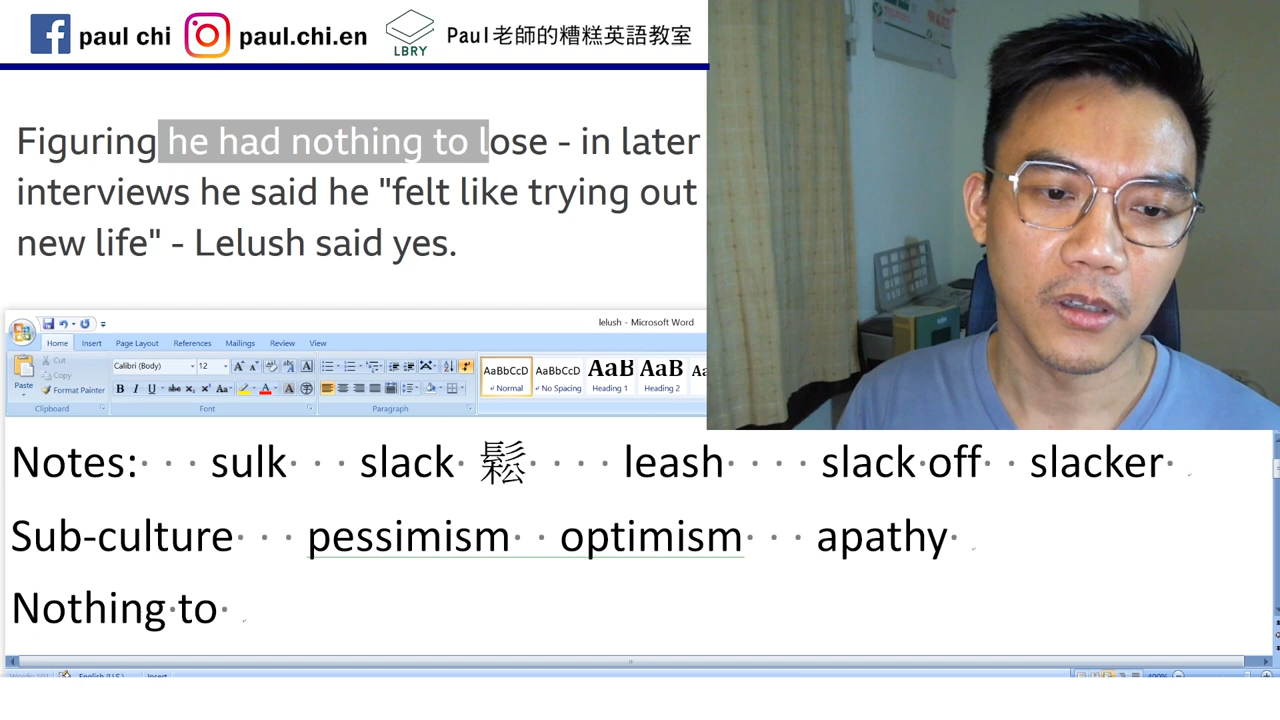 paul chi paul.chi.en LBRY Paul老師的糟糕英語教室
Figuring he had nothing to lose - in later
interviews he said he "felt like trying out
new life" - Lelush said yes.
lelush - Microsoft Word
Home Insert Page Layout References Mailings Review View
Cut
Copy
Format Painter
Paste
Calibri (Body) 12
AaBbCcD AaBbCcD AaB AaB
Normal No Spacing Heading 1 Heading 2
Clipboard Font Paragraph
Notes: sulk slack 鬆 leash slack off slacker
Sub-culture pessimism optimism apathy
Nothing to
English (U.S.) Insert